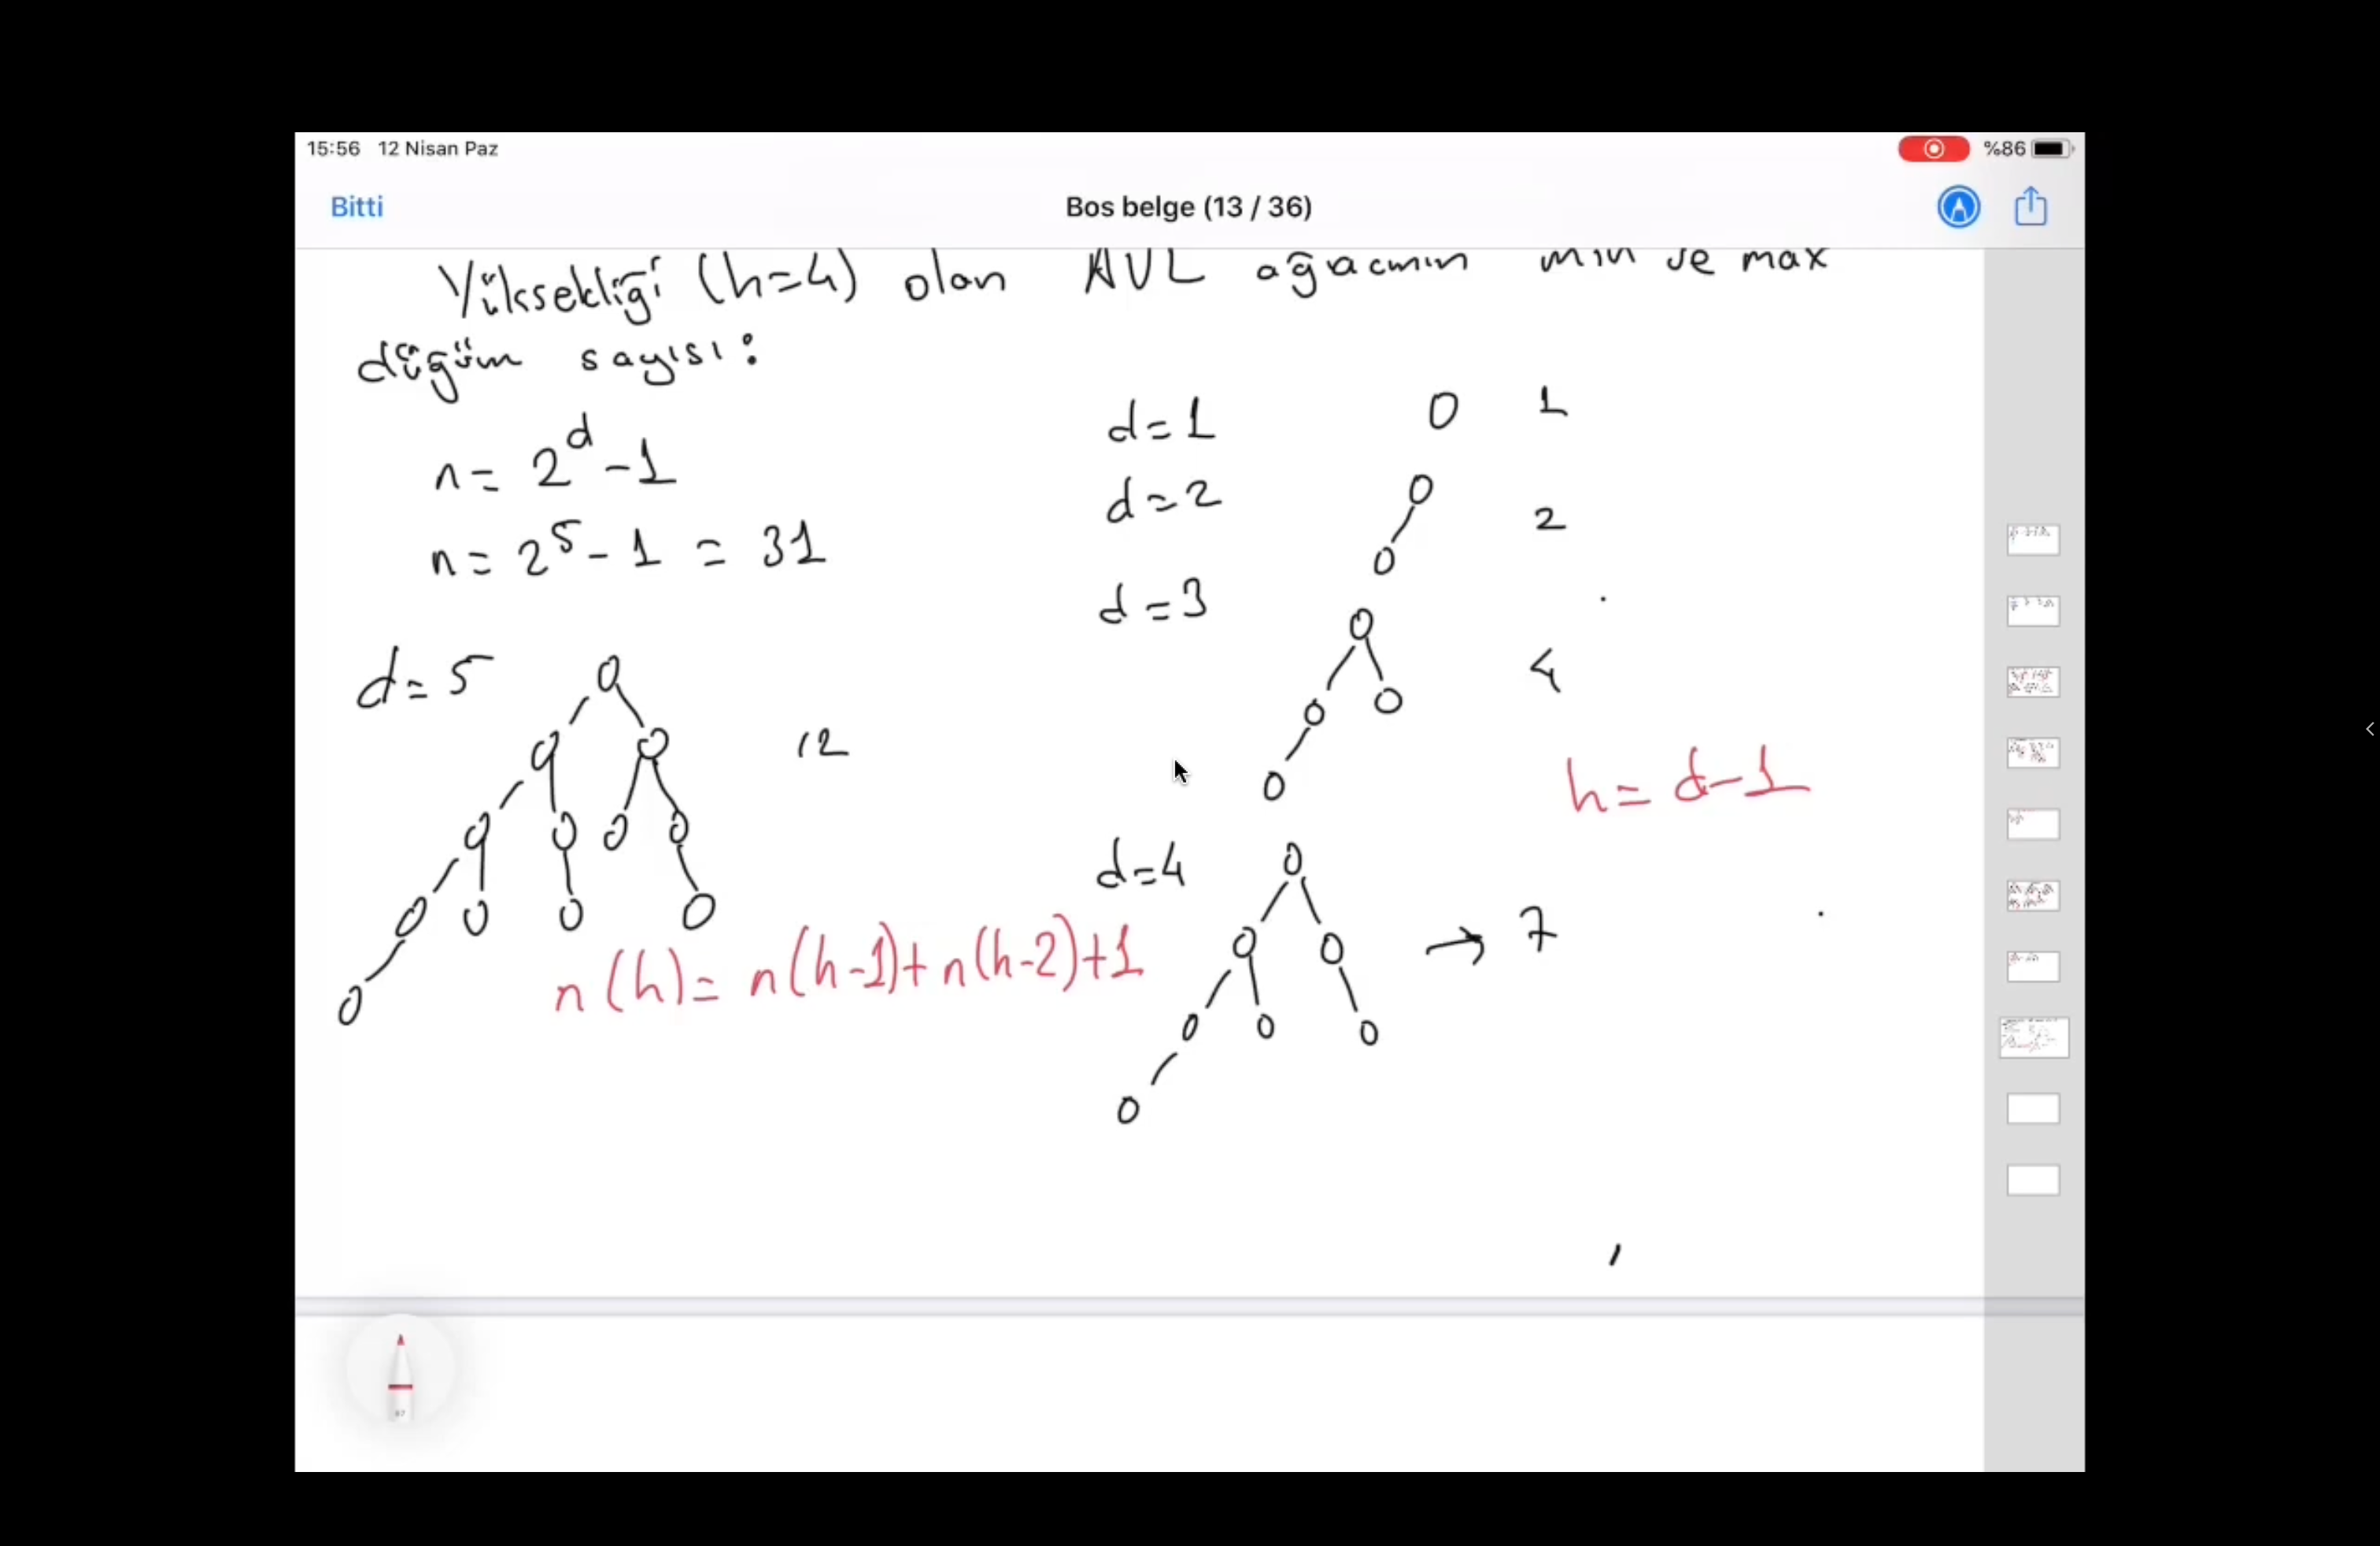 15:56 12 Nisan Paz %86
Bitti Bos belge (13 / 36)
Yüksekliği (h=4) olan AVL ağacının min ve max
düğüm sayısı:
n = 2^d - 1
n = 2^5 - 1 = 31
d = 5
12
n(h) = n(h-1) + n(h-2) + 1
d = 1 1
d = 2 2
d = 3
4
h = d - 1
d = 4
→ 7